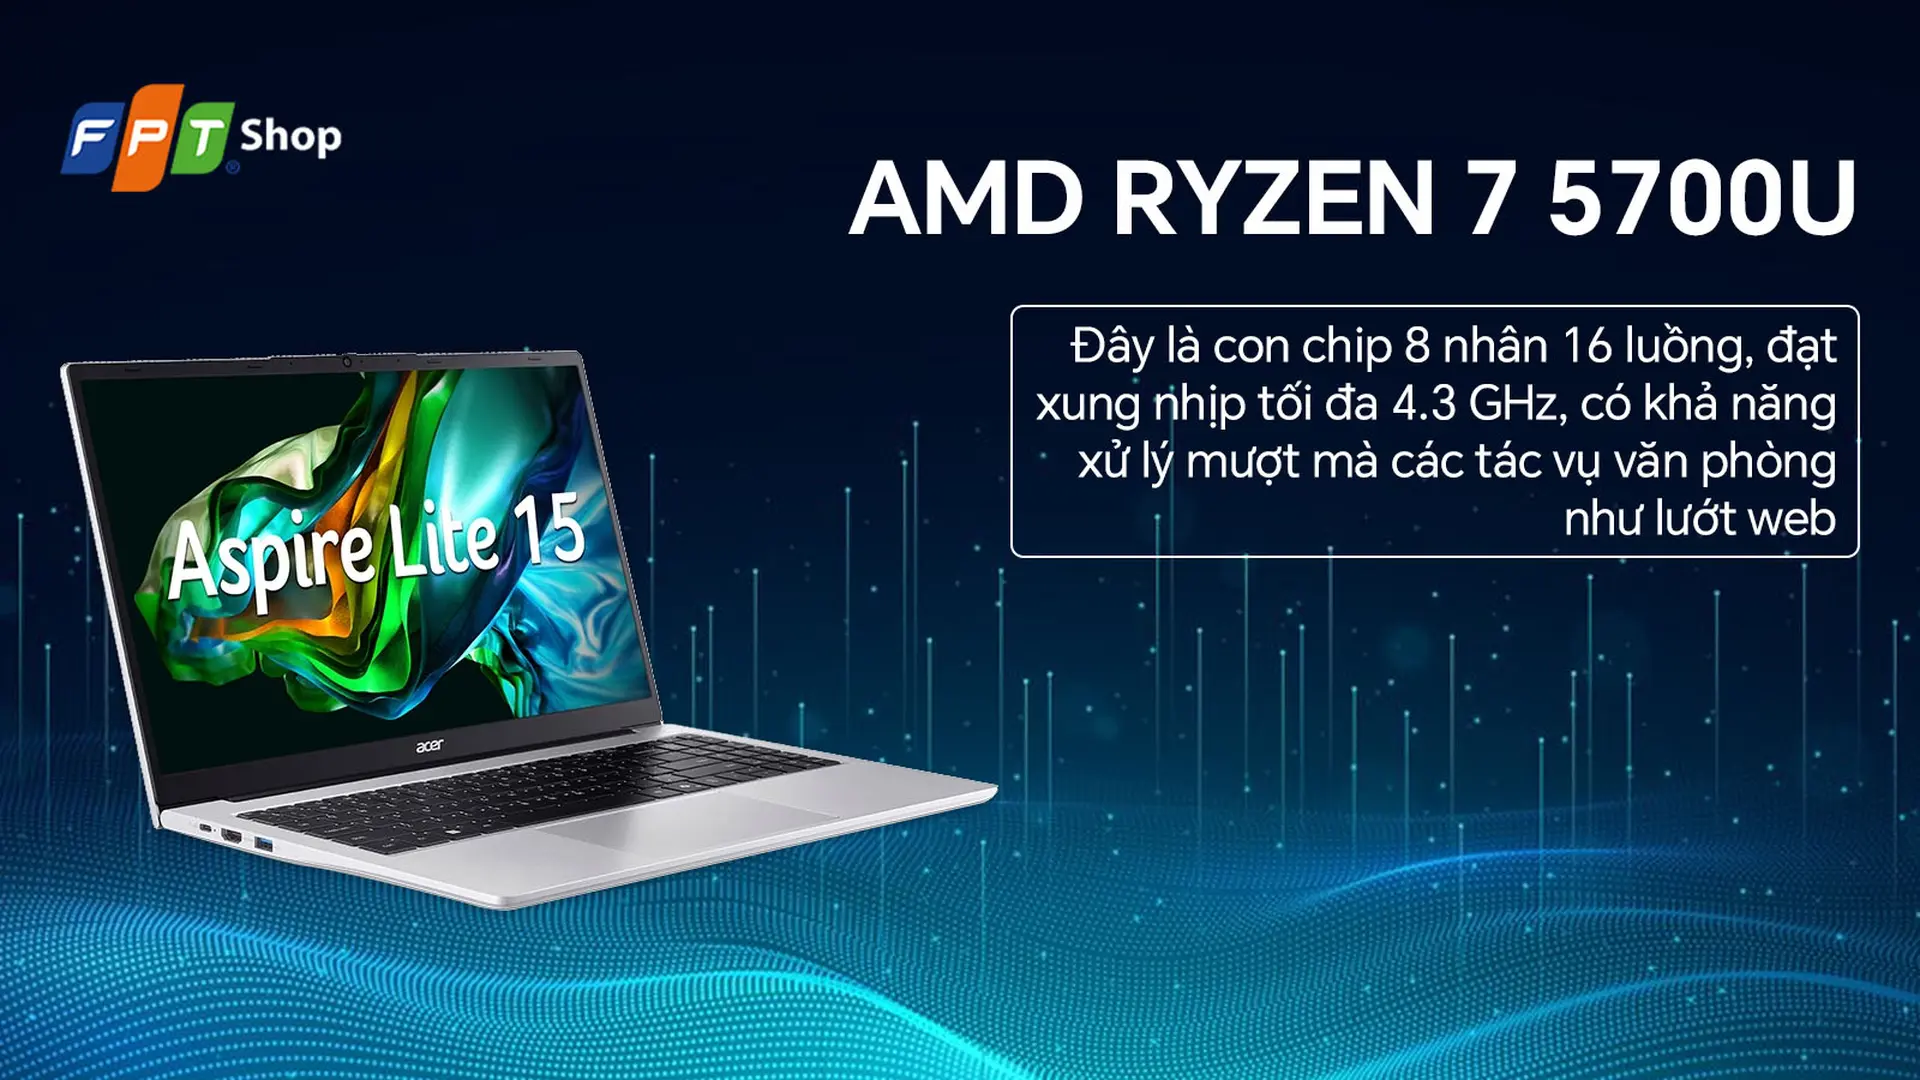 FPT Shop
AMD RYZEN 7 5700U
Đây là con chip 8 nhân 16 luồng, đạt
xung nhịp tối đa 4.3 GHz, có khả năng
xử lý mượt mà các tác vụ văn phòng
như lướt web
Aspire Lite 15
acer